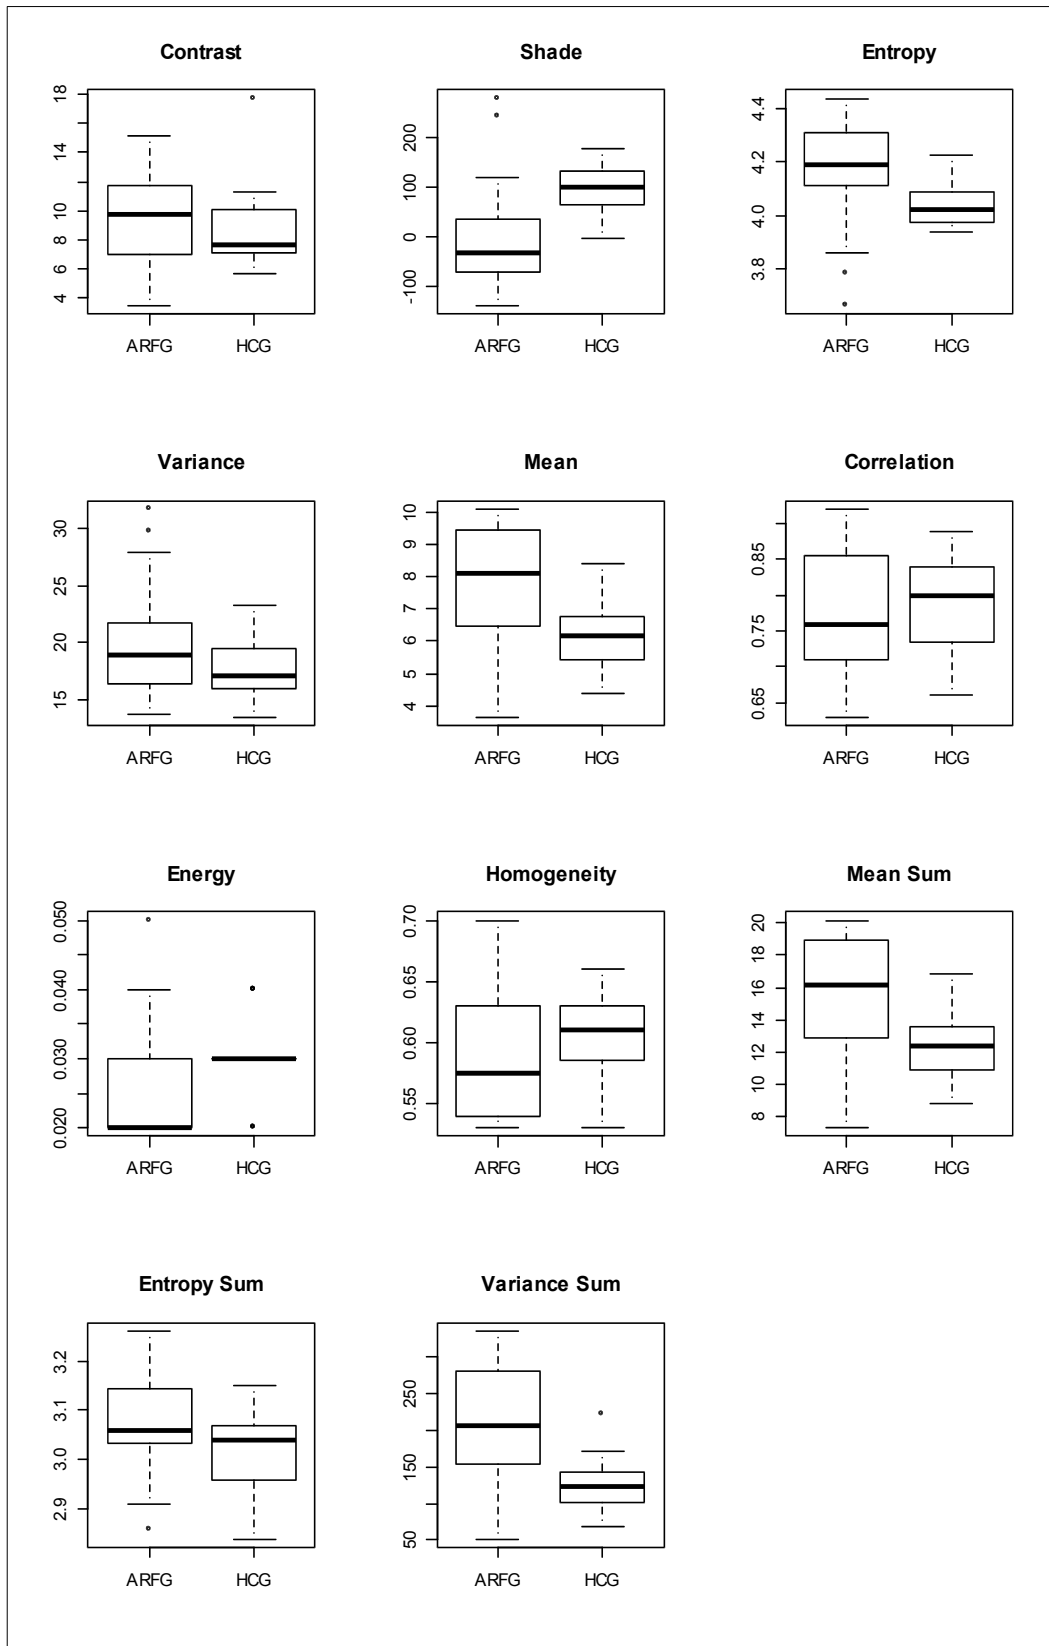 Contrast
18
14
10
8
6
4
ARFG
HCG
Shade
200
100
0
-100
ARFG
HCG
Entropy
4.4
4.2
4.0
3.8
ARFG
HCG
Variance
30
25
20
15
ARFG
HCG
Mean
10
9
8
7
6
5
4
ARFG
HCG
Correlation
0.85
0.75
0.65
ARFG
HCG
Energy
0.050
0.040
0.030
0.020
ARFG
HCG
Homogeneity
0.70
0.65
0.60
0.55
ARFG
HCG
Mean Sum
20
18
16
14
12
10
8
ARFG
HCG
Entropy Sum
3.2
3.1
3.0
2.9
ARFG
HCG
Variance Sum
250
150
50
ARFG
HCG